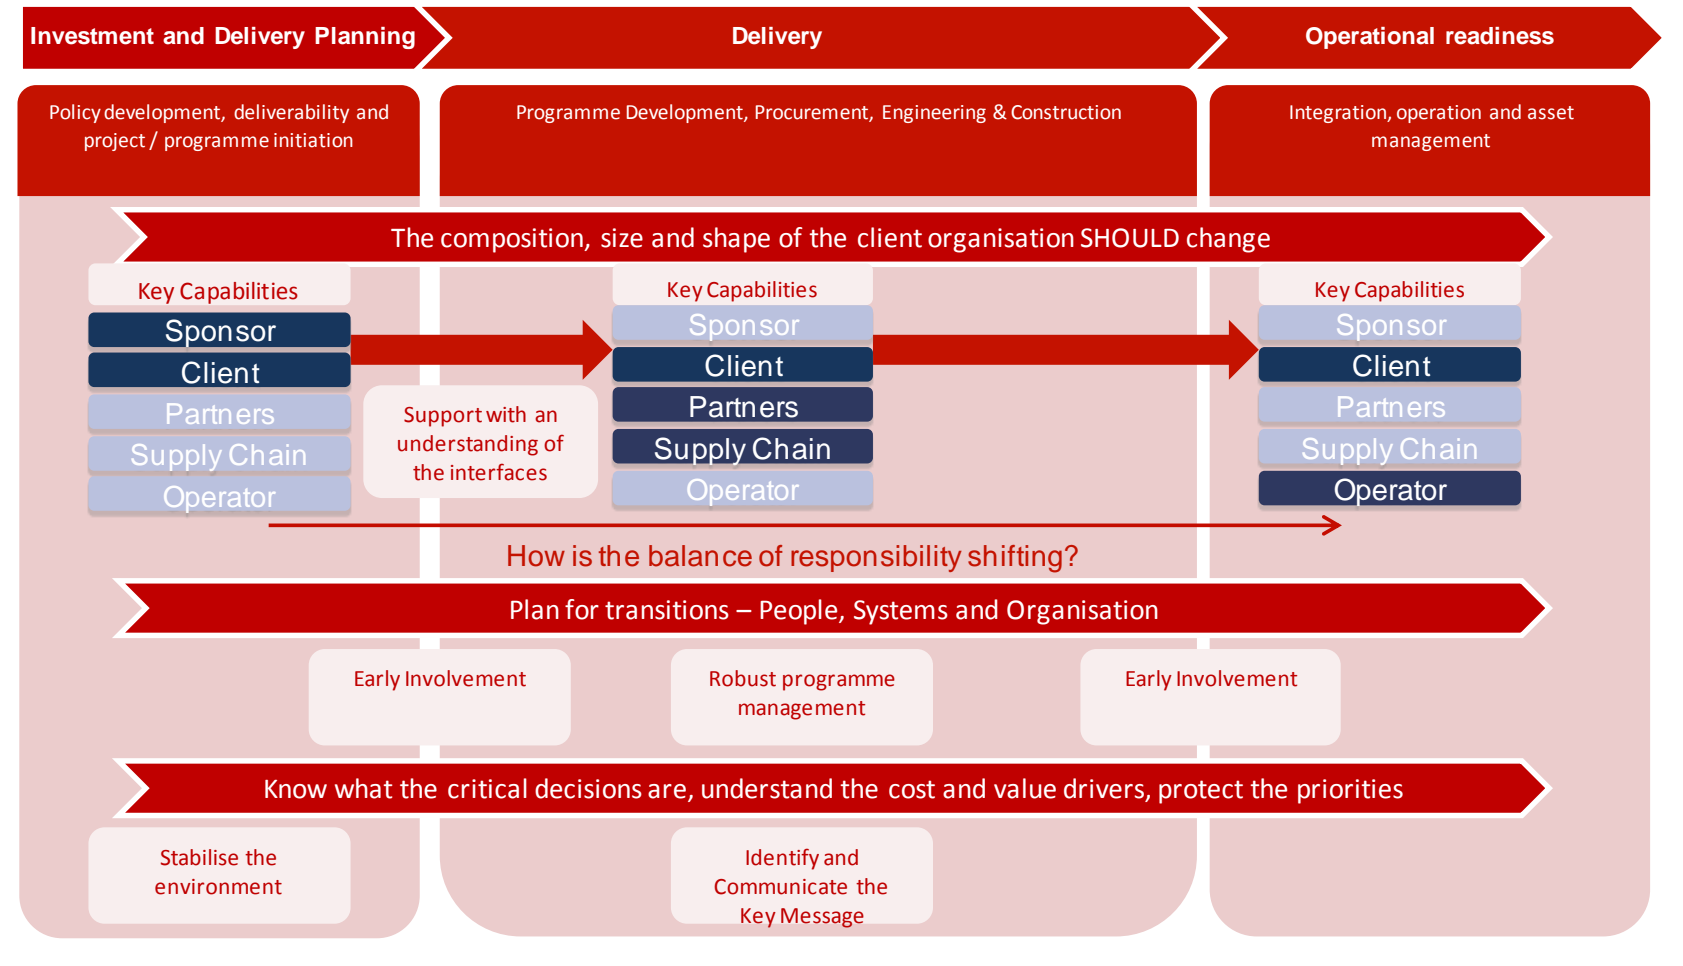 Investment and Delivery Planning
Delivery
Operational readiness
Policy development, deliverability and
project / programme initiation
Programme Development, Procurement, Engineering & Construction
Integration, operation and asset
management
The composition, size and shape of the client organisation SHOULD change
Key Capabilities
Sponsor
Client
Partners
Supply Chain
Operator
Support with an
understanding of
the interfaces
Key Capabilities
Sponsor
Client
Partners
Supply Chain
Operator
Key Capabilities
Sponsor
Client
Partners
Supply Chain
Operator
How is the balance of responsibility shifting?
Plan for transitions – People, Systems and Organisation
Early Involvement
Robust programme
management
Early Involvement
Know what the critical decisions are, understand the cost and value drivers, protect the priorities
Stabilise the
environment
Identify and
Communicate the
Key Message